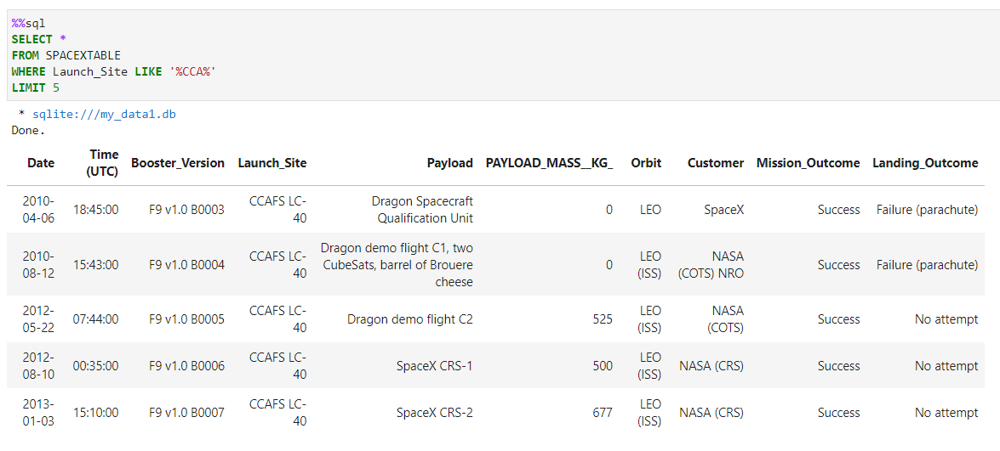 %%sql
SELECT *
FROM SPACEXTABLE
WHERE Launch_Site LIKE '%CCA%'
LIMIT 5
* sqlite:///my_data1.db
Done.
Date Time (UTC) Booster_Version Launch_Site Payload PAYLOAD_MASS__KG_ Orbit Customer Mission_Outcome Landing_Outcome
2010-04-06 18:45:00 F9 v1.0 B0003 CCAFS LC-40 Dragon Spacecraft Qualification Unit 0 LEO SpaceX Success Failure (parachute)
2010-08-12 15:43:00 F9 v1.0 B0004 CCAFS LC-40 Dragon demo flight C1, two CubeSats, barrel of Brouere cheese 0 LEO (ISS) NASA (COTS) NRO Success Failure (parachute)
2012-05-22 07:44:00 F9 v1.0 B0005 CCAFS LC-40 Dragon demo flight C2 525 LEO (ISS) NASA (COTS) Success No attempt
2012-08-10 00:35:00 F9 v1.0 B0006 CCAFS LC-40 SpaceX CRS-1 500 LEO (ISS) NASA (CRS) Success No attempt
2013-01-03 15:10:00 F9 v1.0 B0007 CCAFS LC-40 SpaceX CRS-2 677 LEO (ISS) NASA (CRS) Success No attempt